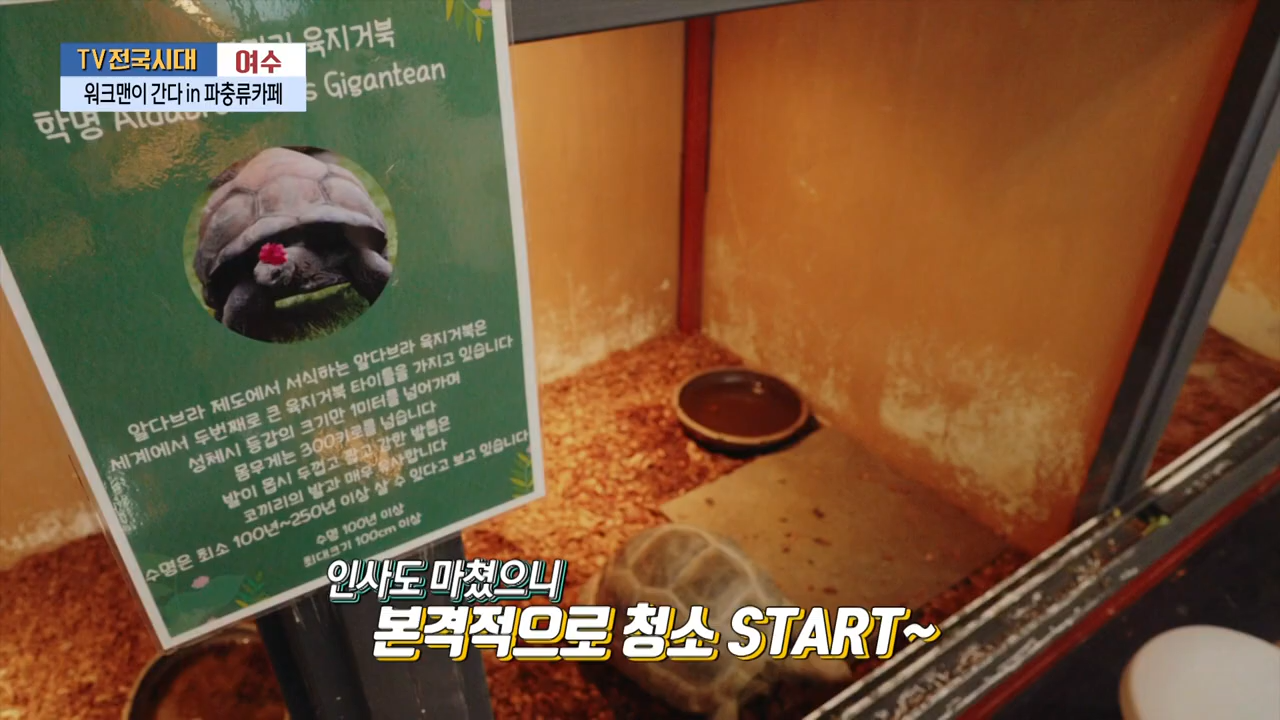 TV전국시대 여수
워크맨이 간다 in 파충류카페
육지거북
학명 Gigantean
알다브라 제도에서 서식하는 알다브라 육지거북은
세계에서 두번째로 큰 육지거북 타이틀을 가지고 있습니다
성체시 등갑의 크기만 1미터를 넘어가며
몸무게는 300키로를 넘습니다
발이 몹시 두껍고 강한 발톱은
코끼리의 발과 매우 유사합니다
수명은 최소 100년~250년 이상 살 수 있다고 보고 있습니다
수명 100년 이상
최대크기 100cm 이상
인사도 마쳤으니
본격적으로 청소 START~